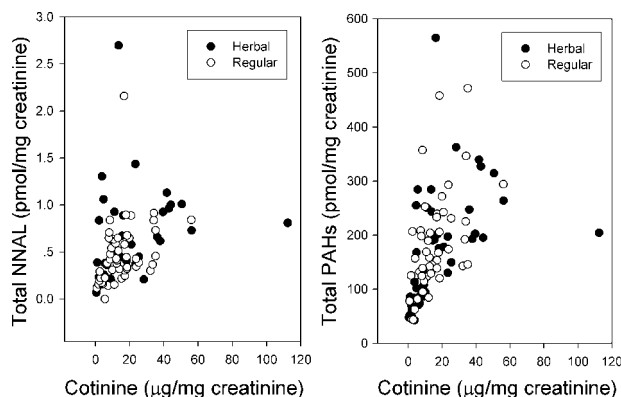 3.0
2.5
2.0
1.5
1.0
.5
0.0
Total NNAL (pmol/mg creatinine)
Herbal
Regular
0 20 40 60 80 100 120
Cotinine (μg/mg creatinine)
600
500
400
300
200
100
0
Total PAHs (pmol/mg creatinine)
Herbal
Regular
0 20 40 60 80 100 120
Cotinine (μg/mg creatinine)